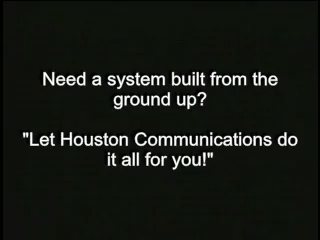 Need a system built from the
ground up?
"Let Houston Communications do
it all for you!"